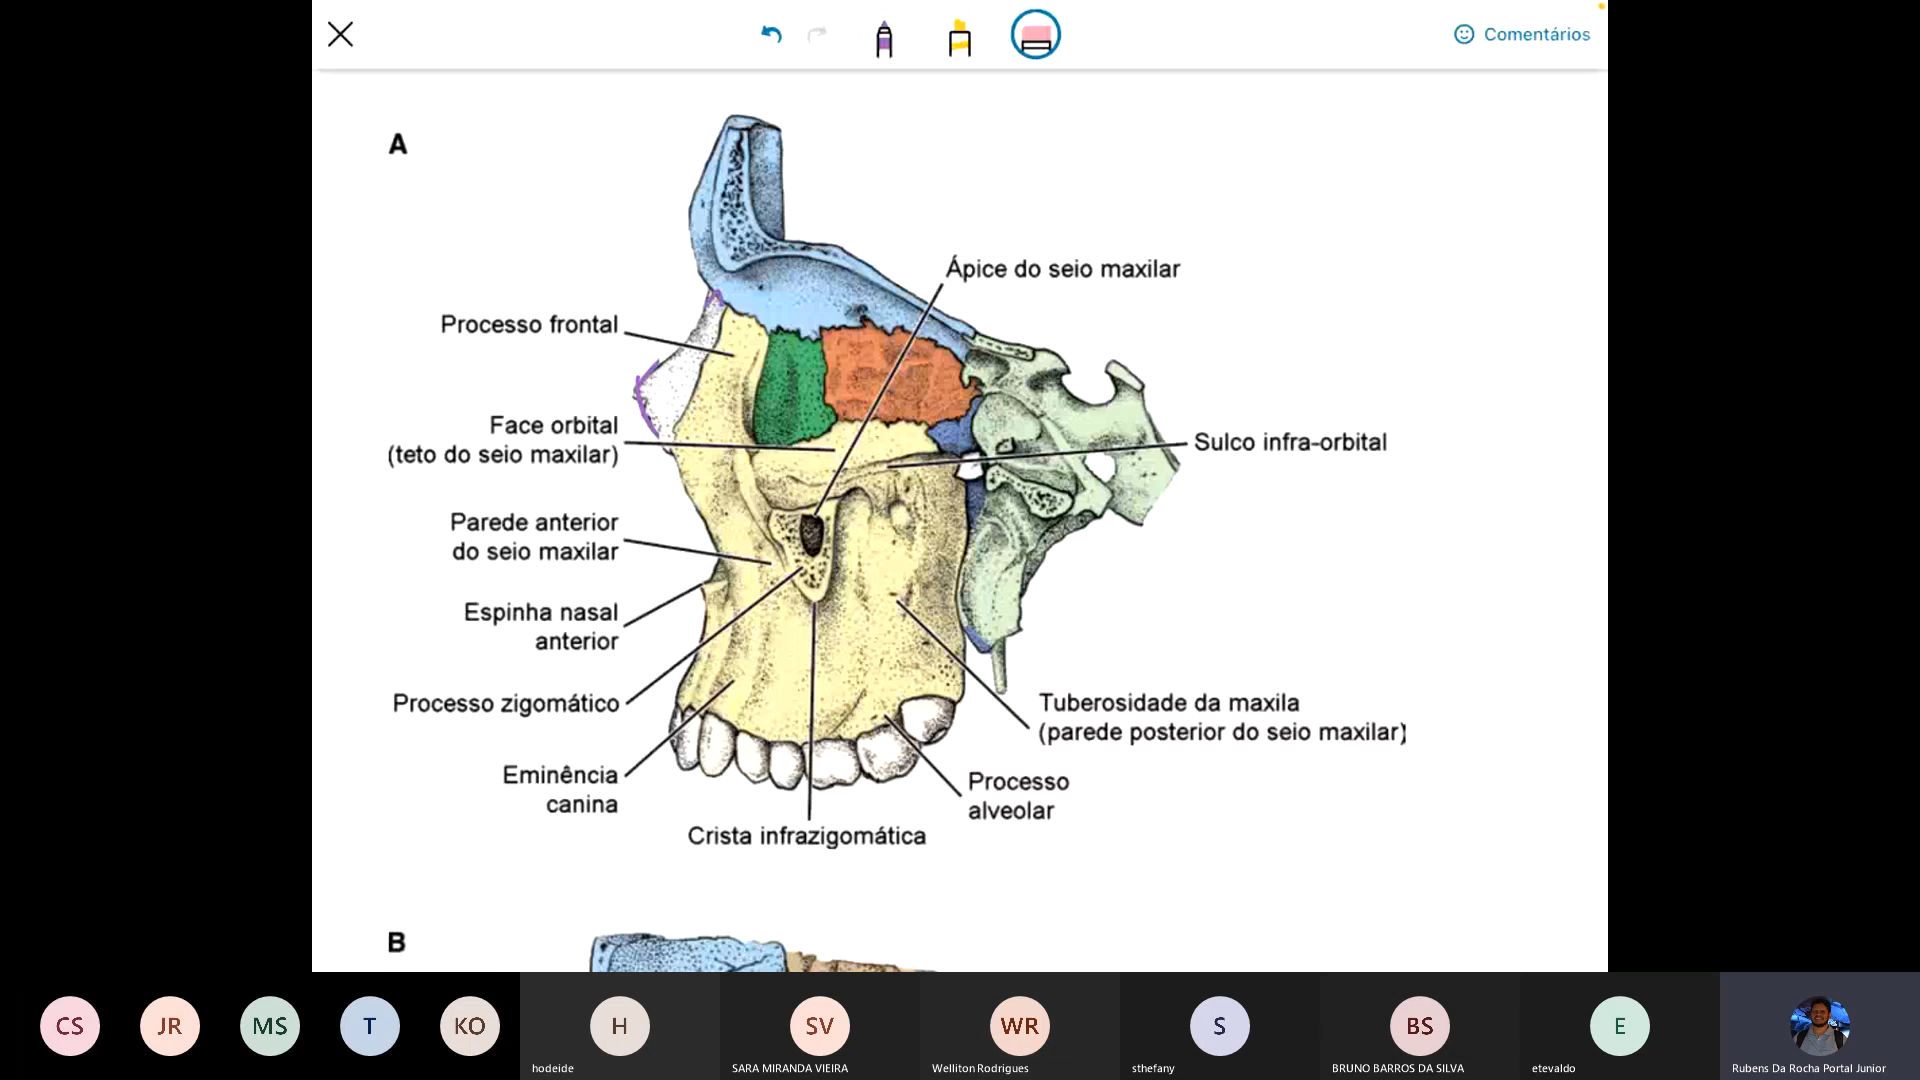 Comentários
A
Ápice do seio maxilar
Processo frontal
Face orbital
(teto do seio maxilar)
Sulco infra-orbital
Parede anterior
do seio maxilar
Espinha nasal
anterior
Processo zigomático
Tuberosidade da maxila
(parede posterior do seio maxilar)
Eminência
canina
Processo
alveolar
Crista infrazigomática
B
CS
JR
MS
T
KO
H
SV
WR
S
BS
E
hodeide
SARA MIRANDA VIEIRA
Welliton Rodrigues
sthefany
BRUNO BARROS DA SILVA
etevaldo
Rubens Da Rocha Portal Junior